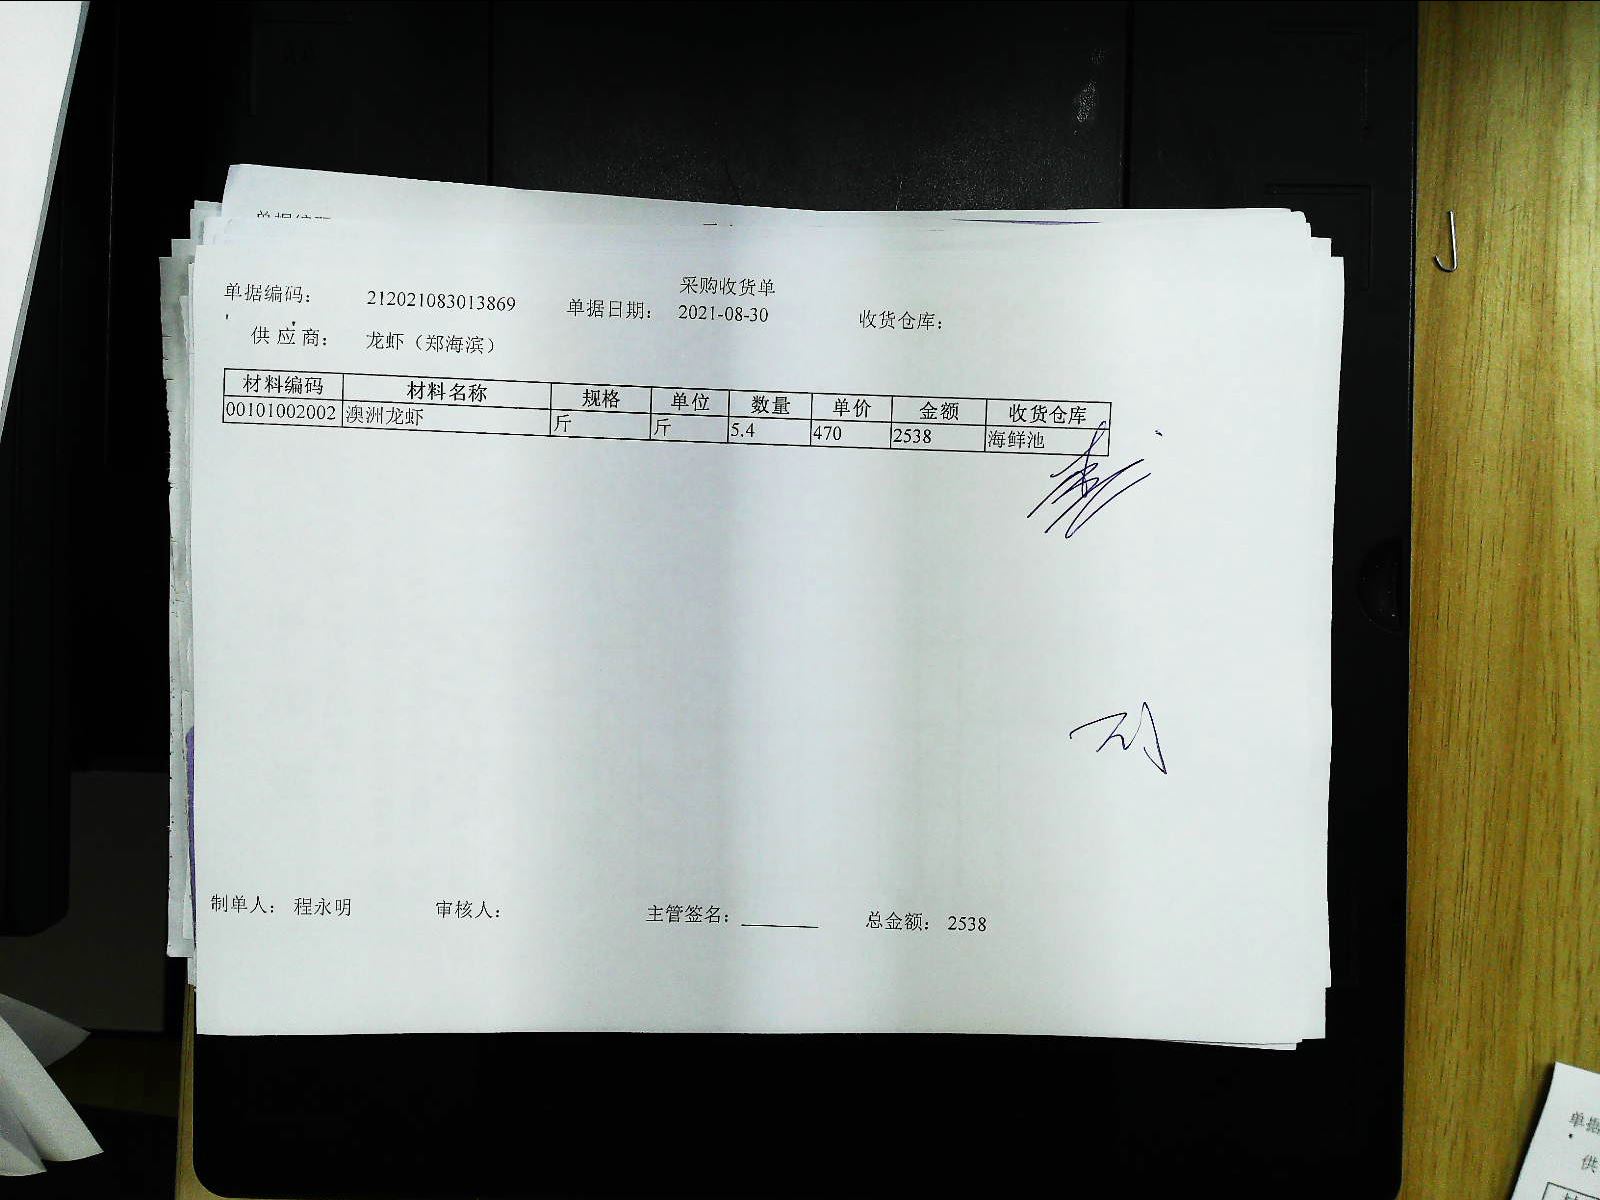 采购收货单
单据编码： 212021083013869 单据日期： 2021-08-30 收货仓库：
供 应 商： 龙虾（郑海滨）
材料编码 材料名称 规格 单位 数量 单价 金额 收货仓库
00101002002 澳洲龙虾 斤 斤 5.4 470 2538 海鲜池
制单人： 程永明 审核人： 主管签名： 总金额： 2538